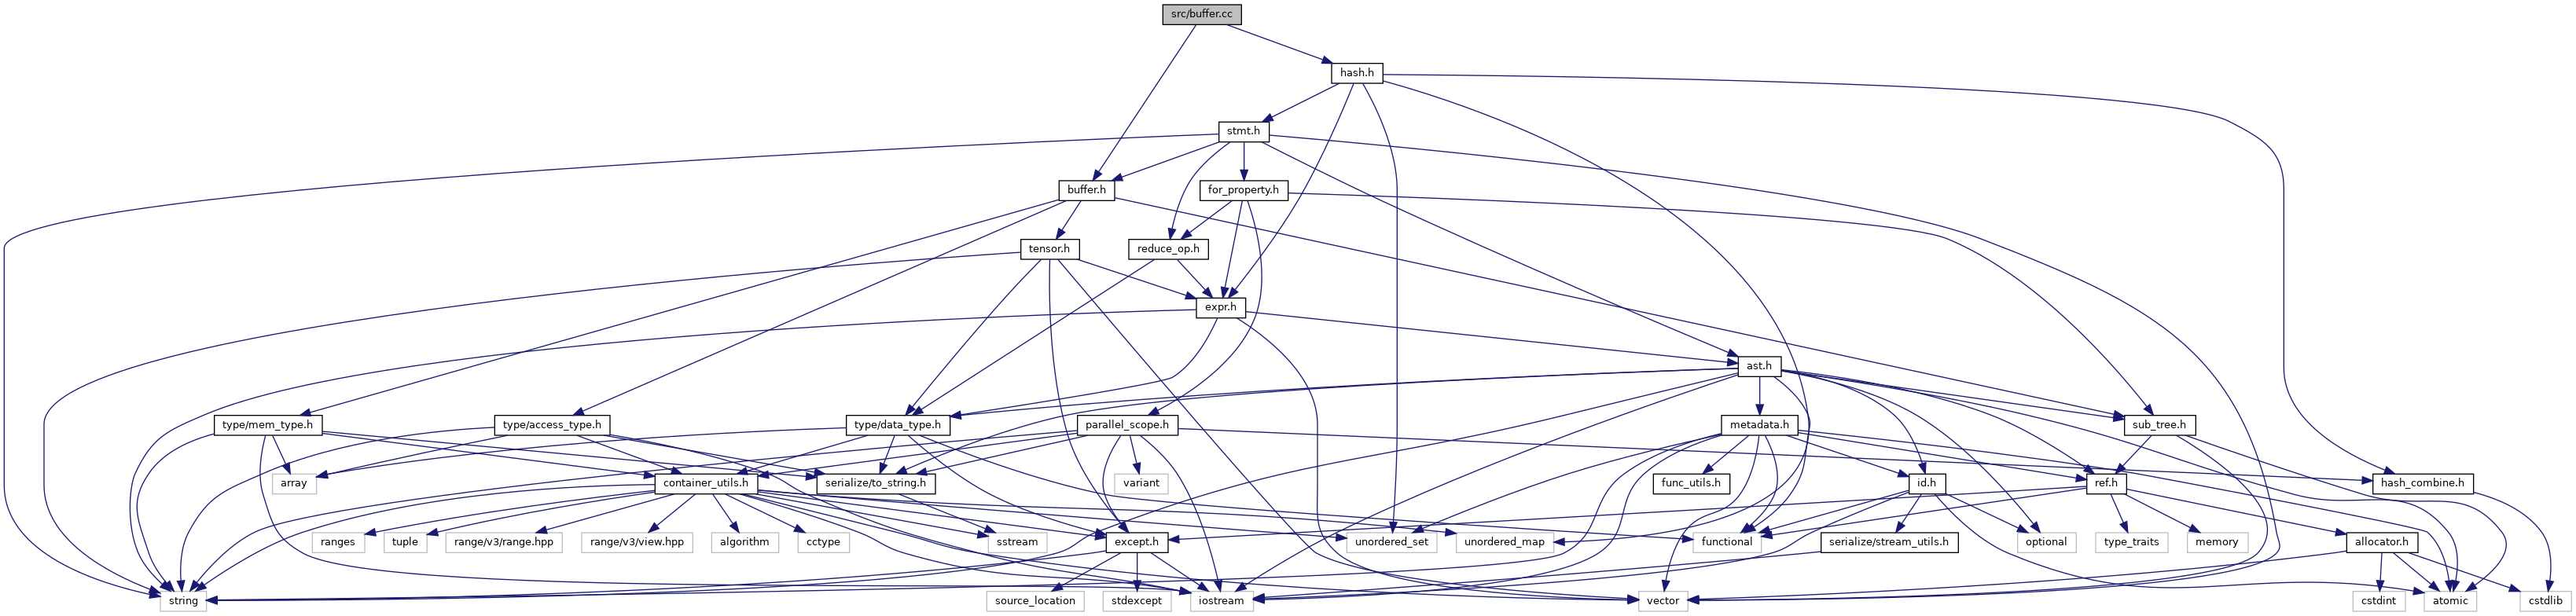 src/buffer.cc
hash.h
stmt.h
buffer.h
for_property.h
tensor.h
reduce_op.h
expr.h
ast.h
type/mem_type.h
type/access_type.h
type/data_type.h
parallel_scope.h
metadata.h
sub_tree.h
array
container_utils.h
serialize/to_string.h
variant
func_utils.h
id.h
ref.h
hash_combine.h
ranges
tuple
range/v3/range.hpp
range/v3/view.hpp
algorithm
cctype
sstream
except.h
unordered_set
unordered_map
functional
serialize/stream_utils.h
optional
type_traits
memory
allocator.h
string
source_location
stdexcept
iostream
vector
cstdint
atomic
cstdlib